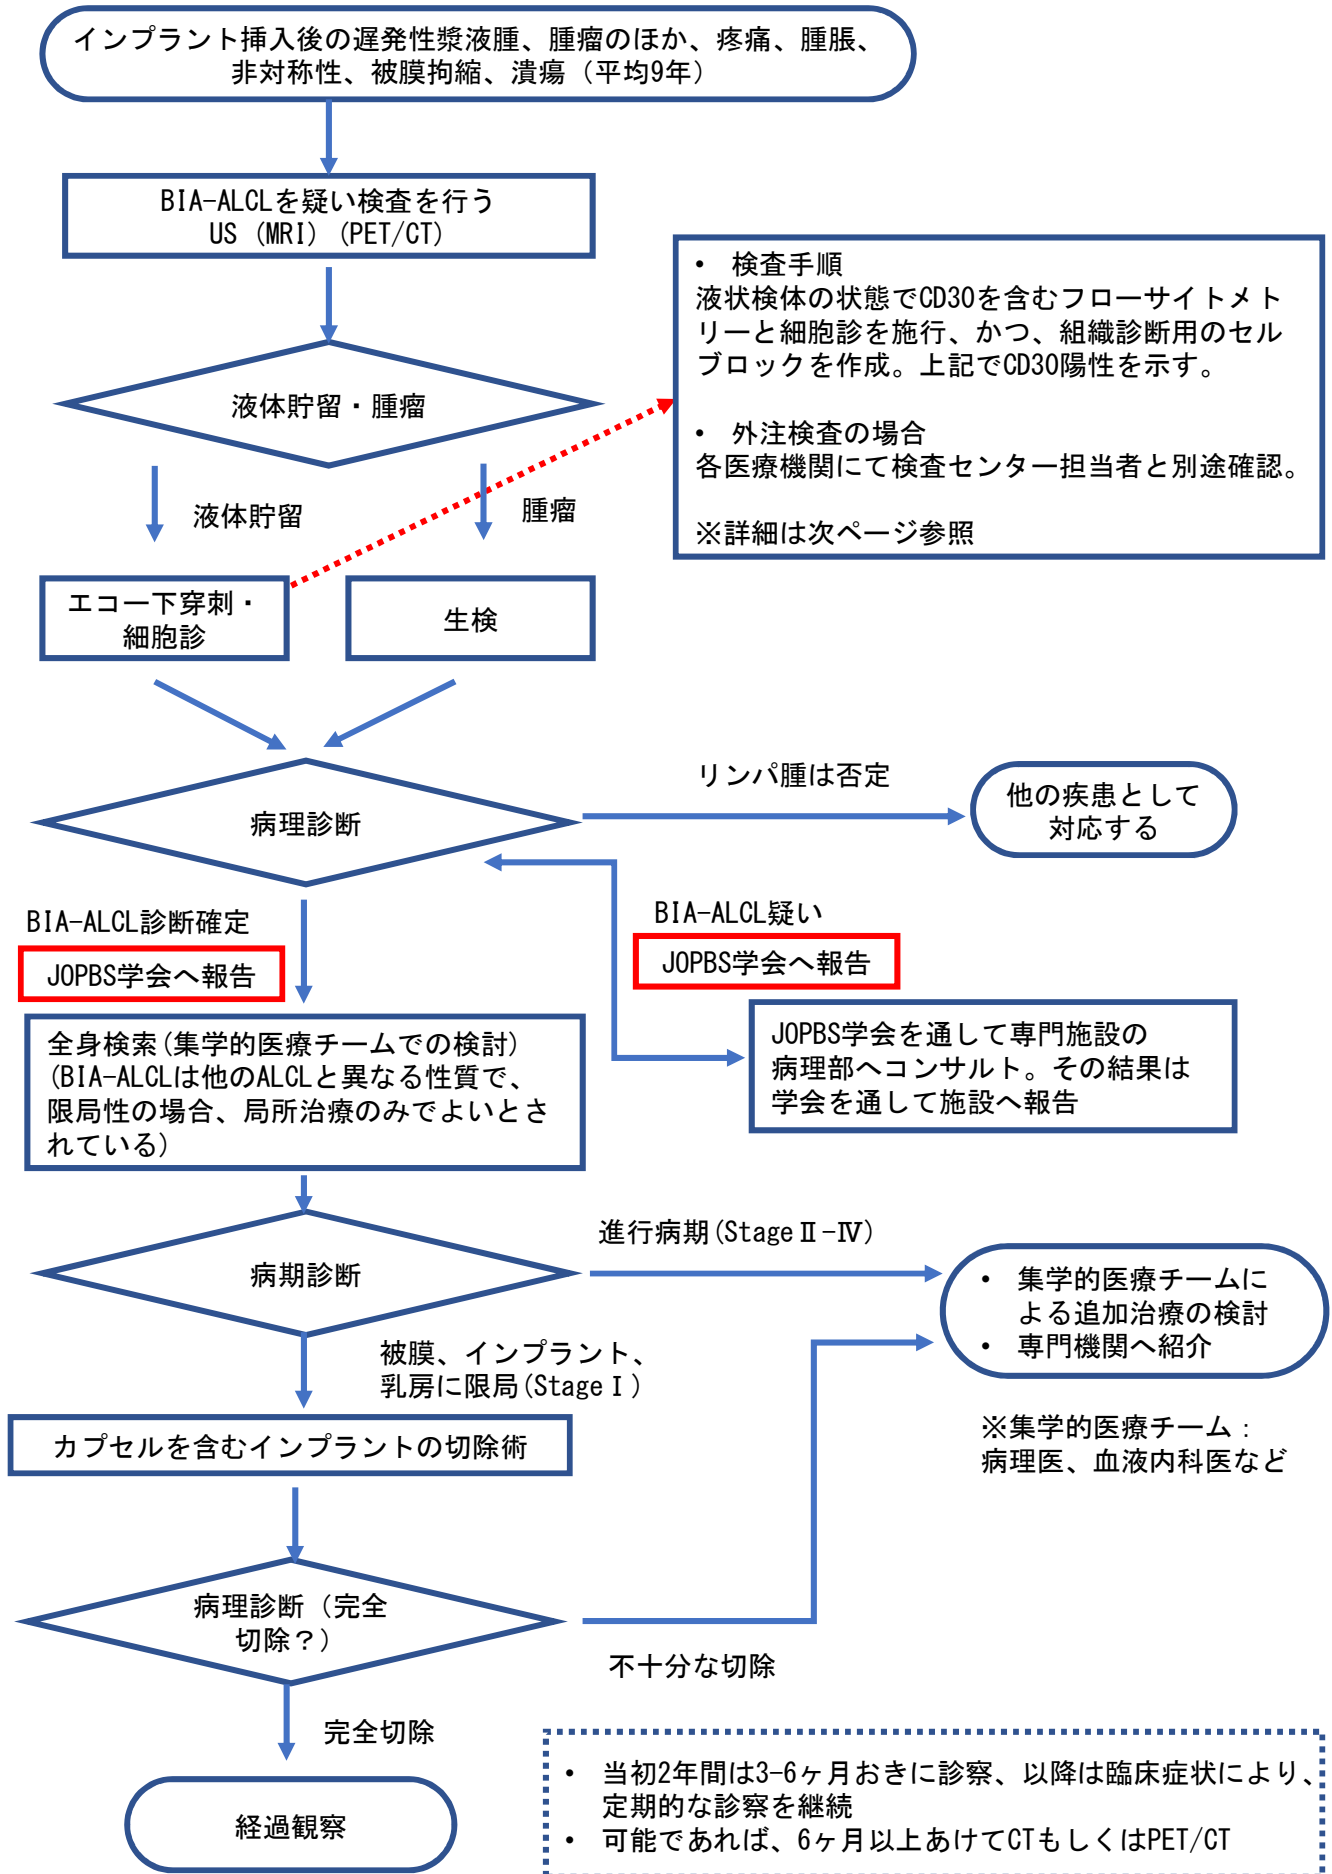 インプラント挿入後の遅発性漿液腫、腫瘤のほか、疼痛、腫脹、
非対称性、被膜拘縮、潰瘍（平均9年）
BIA-ALCLを疑い検査を行う
US（MRI）(PET/CT)
• 検査手順
液状検体の状態でCD30を含むフローサイトメト
リーと細胞診を施行、かつ、組織診断用のセル
ブロックを作成。上記でCD30陽性を示す。
• 外注検査の場合
各医療機関にて検査センター担当者と別途確認。
※詳細は次ページ参照
液体貯留・腫瘤
液体貯留
腫瘤
エコー下穿刺・
細胞診
生検
病理診断
リンパ腫は否定
他の疾患として
対応する
BIA-ALCL診断確定
JOPBS学会へ報告
BIA-ALCL疑い
JOPBS学会へ報告
JOPBS学会を通して専門施設の
病理部へコンサルト。その結果は
学会を通して施設へ報告
全身検索(集学的医療チームでの検討)
(BIA-ALCLは他のALCLと異なる性質で、
限局性の場合、局所治療のみでよいとさ
れている)
病期診断
進行病期(StageⅡ-Ⅳ)
• 集学的医療チームに
よる追加治療の検討
• 専門機関へ紹介
被膜、インプラント、
乳房に限局(StageⅠ)
※集学的医療チーム：
病理医、血液内科医など
カプセルを含むインプラントの切除術
病理診断（完全
切除？）
不十分な切除
完全切除
経過観察
• 当初2年間は3-6ヶ月おきに診察、以降は臨床症状により、
定期的な診察を継続
• 可能であれば、6ヶ月以上あけてCTもしくはPET/CT